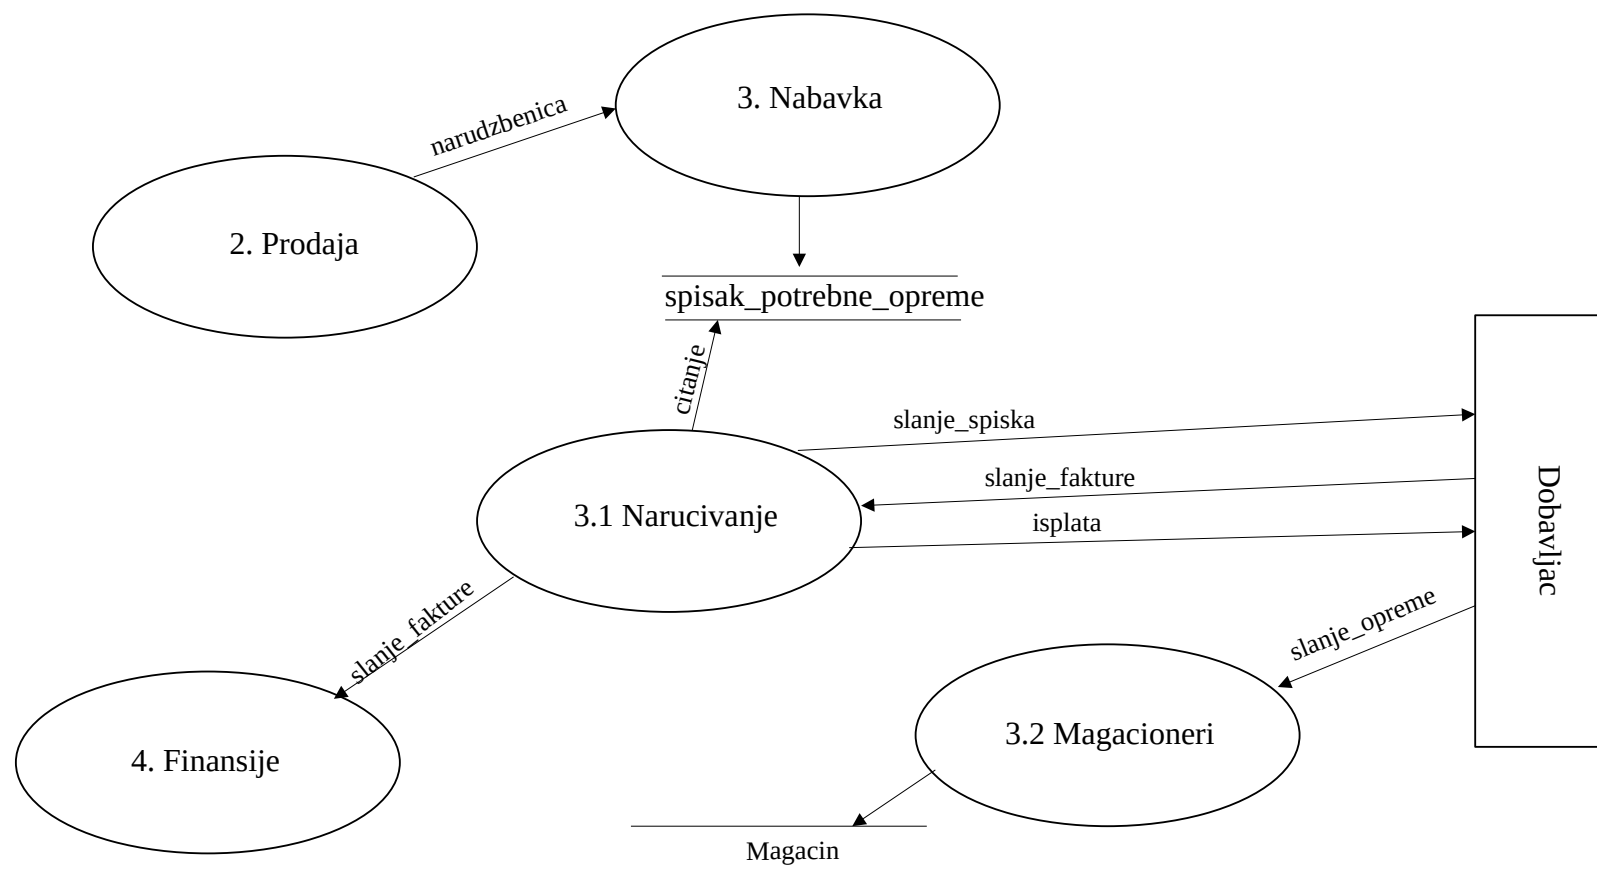 3. Nabavka
narudzbenica
2. Prodaja
spisak_potrebne_opreme
citanje
slanje_spiska
slanje_fakture
isplata
3.1 Narucivanje
Dobavljac
slanje_fakture
slanje_opreme
3.2 Magacioneri
4. Finansije
Magacin